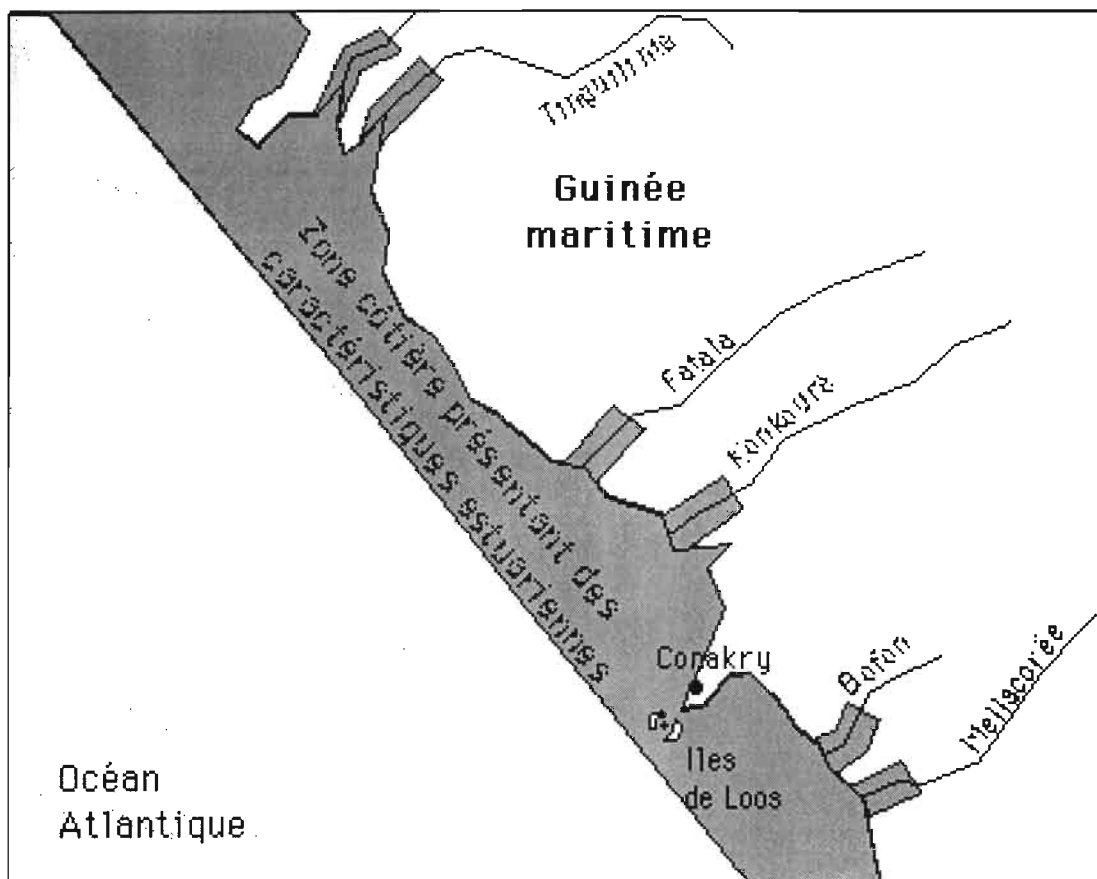 Tinguilinta
Guinée
maritime
Zone côtière présentant des
caractéristiques estuariennes
Fatala
Konkouré
Conakry
Bofon
Mellacorée
Iles
de Loos
Océan
Atlantique